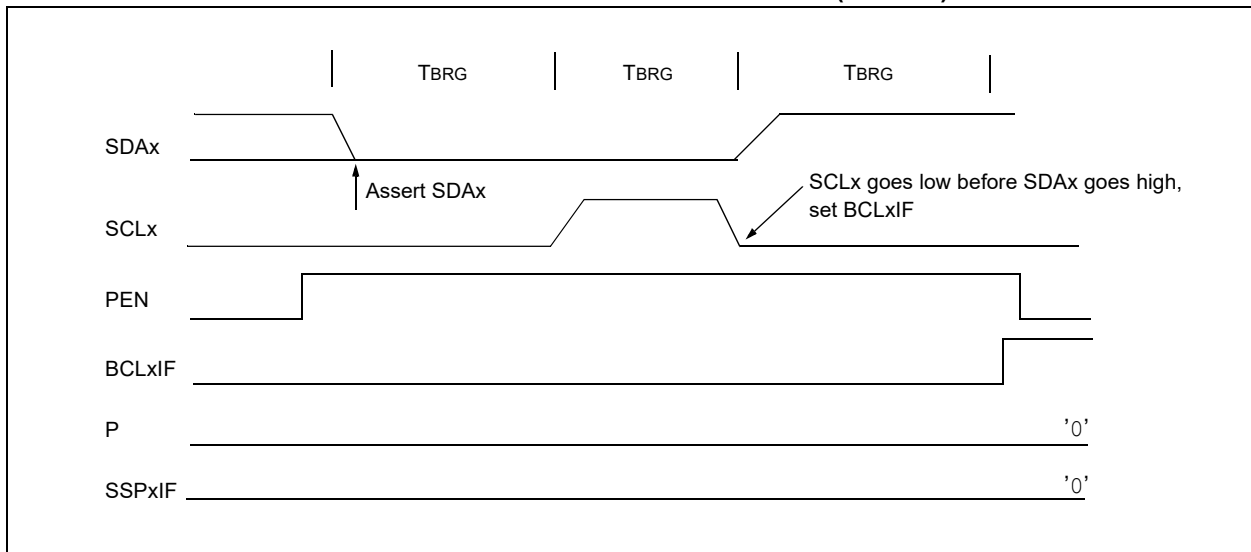 TBRG TBRG TBRG
SDAx
Assert SDAx
SCLx goes low before SDAx goes high,
set BCLxIF
SCLx
PEN
BCLxIF
P '0'
SSPxIF '0'